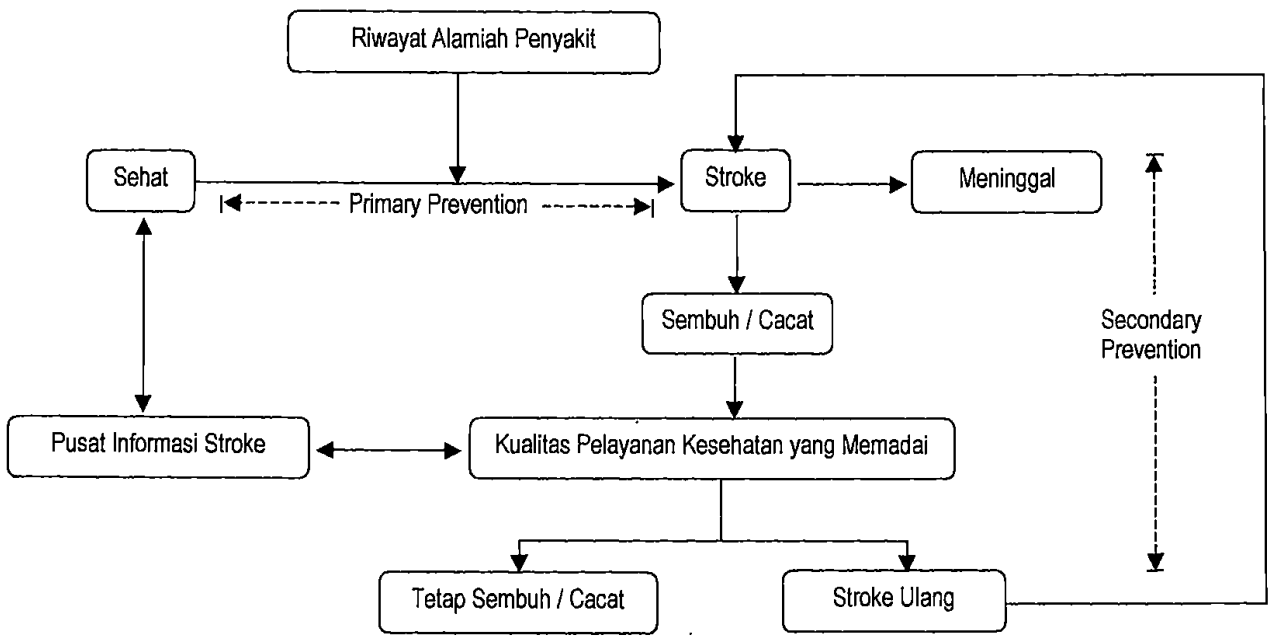 Riwayat Alamiah Penyakit
Sehat
Stroke
Meninggal
Primary Prevention
Sembuh / Cacat
Secondary
Prevention
Pusat Informasi Stroke
Kualitas Pelayanan Kesehatan yang Memadai
Tetap Sembuh / Cacat
Stroke Ulang